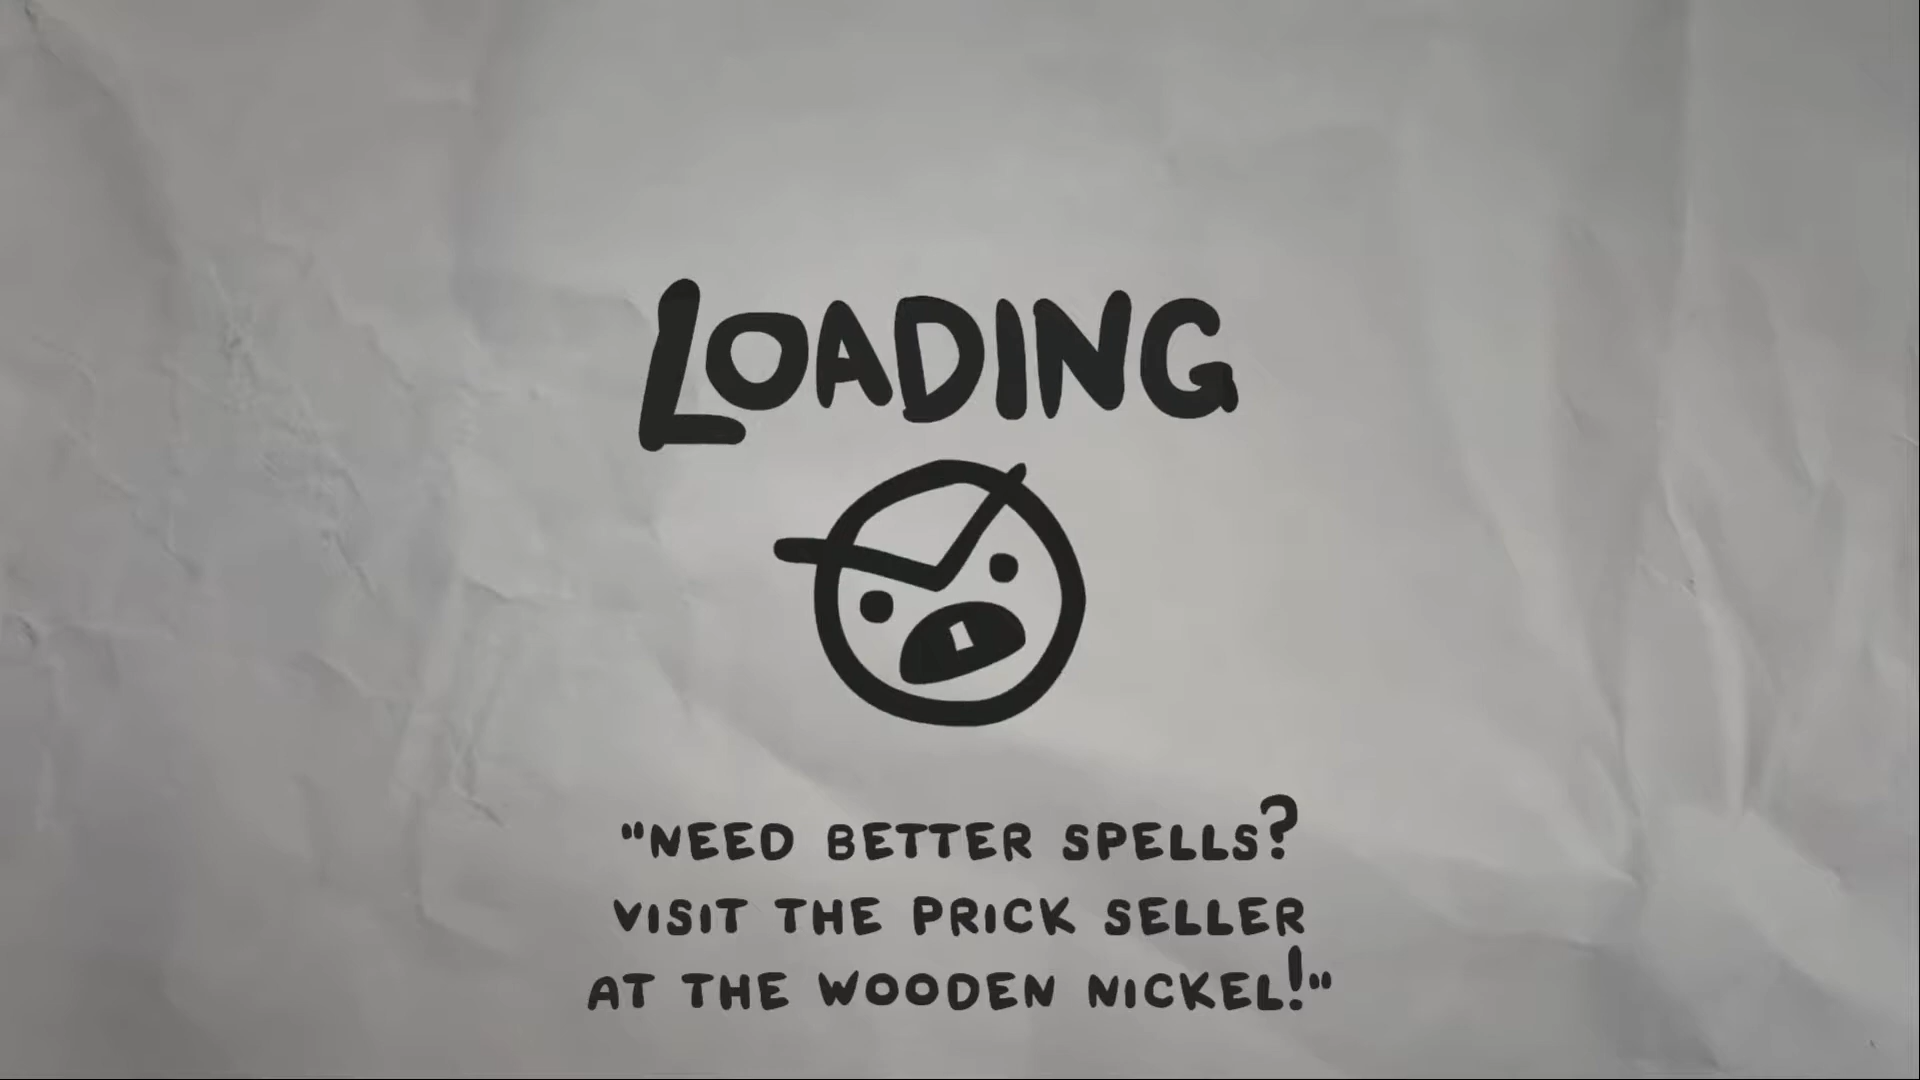 LOADING
"NEED BETTER SPELLS?
VISIT THE PRICK SELLER
AT THE WOODEN NICKEL!"